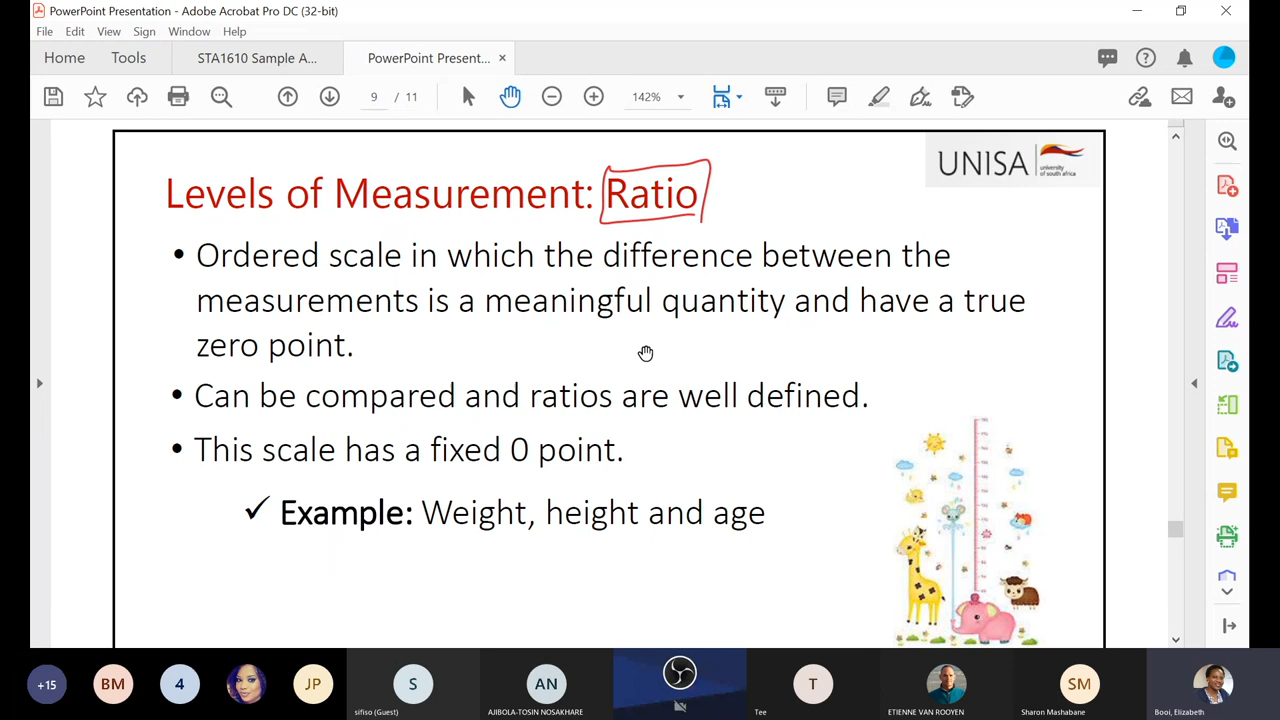 PowerPoint Presentation - Adobe Acrobat Pro DC (32-bit)
File Edit View Sign Window Help
Home Tools STA1610 Sample A... PowerPoint Present... ×
9 / 11 142%
UNISA
university
of south africa
Levels of Measurement: Ratio
• Ordered scale in which the difference between the
measurements is a meaningful quantity and have a true
zero point.
• Can be compared and ratios are well defined.
• This scale has a fixed 0 point.
✓ Example: Weight, height and age
+15 BM 4 JP S AN T SM
sifiso (Guest) AJIBOLA-TOSIN NOSAKHARE Tee ETIENNE VAN ROOYEN Sharon Mashabane Booi, Elizabeth